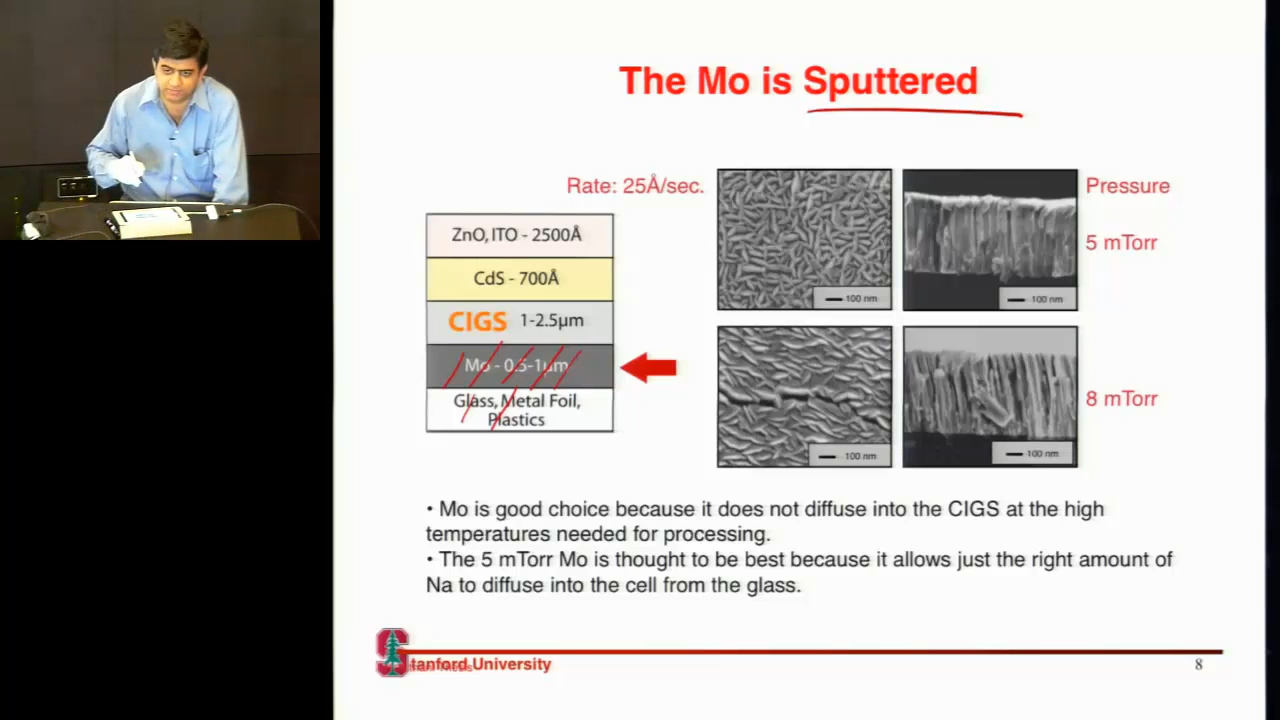 The Mo is Sputtered
Rate: 25Å/sec.
Pressure
ZnO, ITO - 2500Å
CdS - 700Å
CIGS 1-2.5µm
Mo - 0.5-1µm
Glass, Metal Foil,
Plastics
100 nm
100 nm
5 mTorr
100 nm
100 nm
8 mTorr
• Mo is good choice because it does not diffuse into the CIGS at the high
temperatures needed for processing.
• The 5 mTorr Mo is thought to be best because it allows just the right amount of
Na to diffuse into the cell from the glass.
Stanford University
8